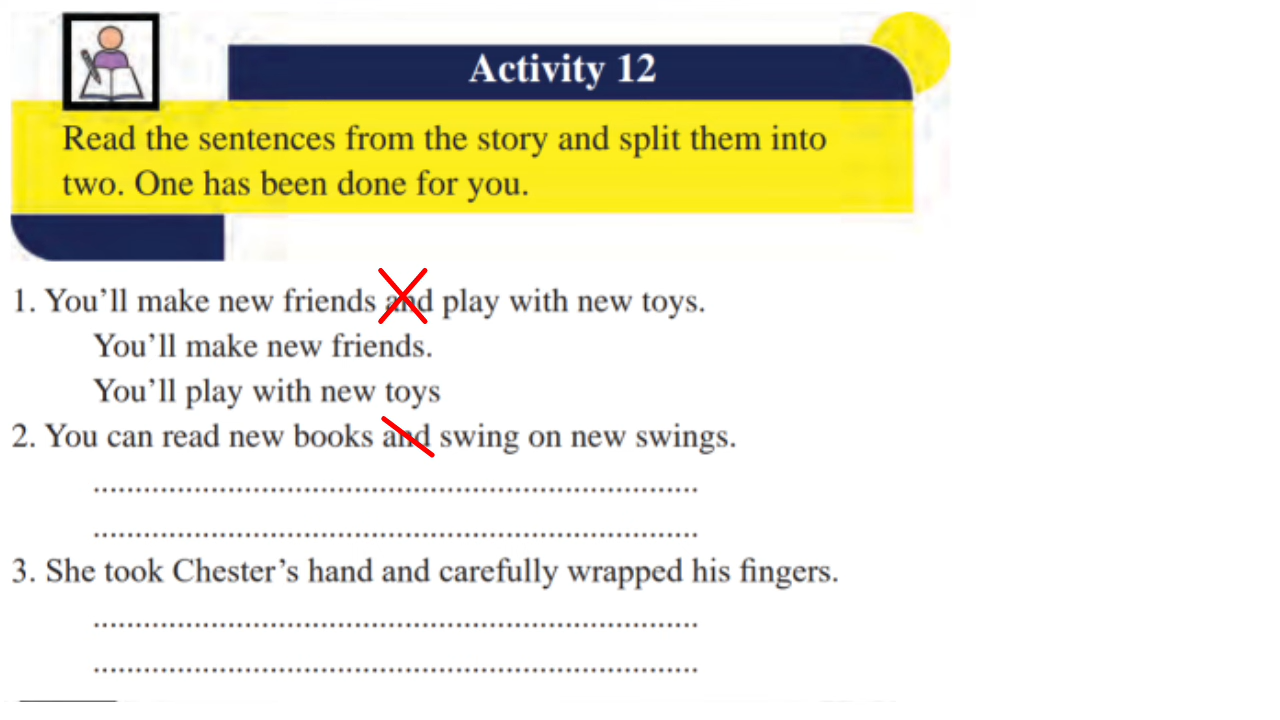 Activity 12
Read the sentences from the story and split them into
two. One has been done for you.
1. You’ll make new friends and play with new toys.
You’ll make new friends.
You’ll play with new toys
2. You can read new books and swing on new swings.
........................................................................
........................................................................
3. She took Chester’s hand and carefully wrapped his fingers.
........................................................................
........................................................................